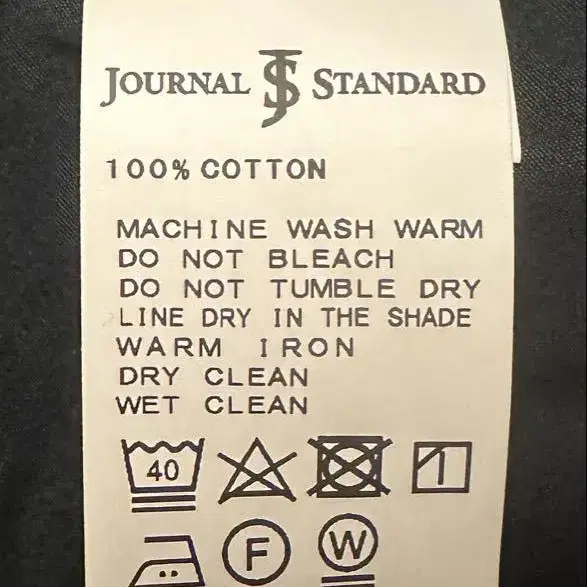 JOURNAL JS STANDARD
100% COTTON
MACHINE WASH WARM
DO NOT BLEACH
DO NOT TUMBLE DRY
LINE DRY IN THE SHADE
WARM IRON
DRY CLEAN
WET CLEAN
40
F W